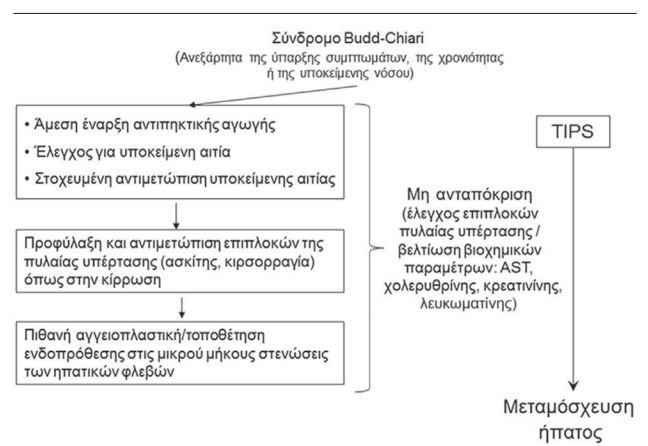 Σύνδρομο Budd-Chiari
(Ανεξάρτητα της ύπαρξης συμπτωμάτων, της χρονιότητας
ή της υποκείμενης νόσου)
• Άμεση έναρξη αντιπηκτικής αγωγής
• Έλεγχος για υποκείμενη αιτία
• Στοχευμένη αντιμετώπιση υποκείμενης αιτίας
Προφύλαξη και αντιμετώπιση επιπλοκών της
πυλαίας υπέρτασης (ασκίτης, κιρσορραγία)
όπως στην κίρρωση
Πιθανή αγγειοπλαστική/τοποθέτηση
ενδοπρόθεσης στις μικρού μήκους στενώσεις
των ηπατικών φλεβών
Μη ανταπόκριση
(έλεγχος επιπλοκών
πυλαίας υπέρτασης /
βελτίωση βιοχημικών
παραμέτρων: AST,
χολερυθρίνης, κρεατινίνης,
λευκωματίνης)
TIPS
Μεταμόσχευση
ήπατος